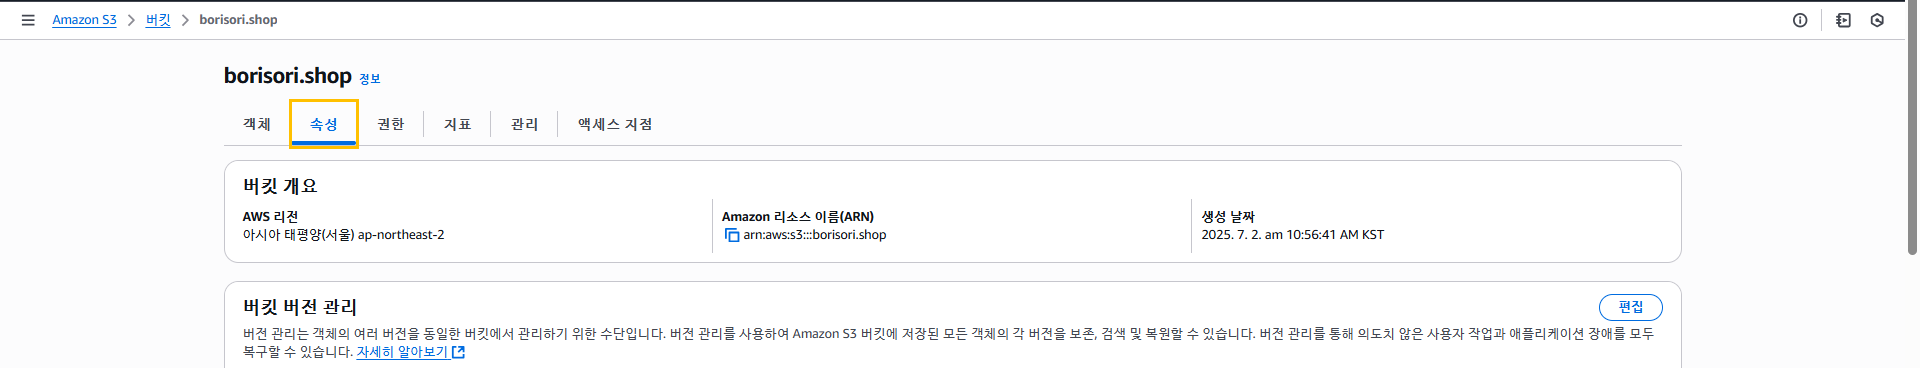 Amazon S3 > 버킷 > borisori.shop
borisori.shop 정보
객체 속성 권한 지표 관리 액세스 지점
버킷 개요
AWS 리전 Amazon 리소스 이름(ARN) 생성 날짜
아시아 태평양(서울) ap-northeast-2 arn:aws:s3:::borisori.shop 2025. 7. 2. am 10:56:41 AM KST
버킷 버전 관리 편집
버전 관리는 객체의 여러 버전을 동일한 버킷에서 관리하기 위한 수단입니다. 버전 관리를 사용하여 Amazon S3 버킷에 저장된 모든 객체의 각 버전을 보존, 검색 및 복원할 수 있습니다. 버전 관리를 통해 의도치 않은 사용자 작업과 애플리케이션 장애를 모두
복구할 수 있습니다. 자세히 알아보기